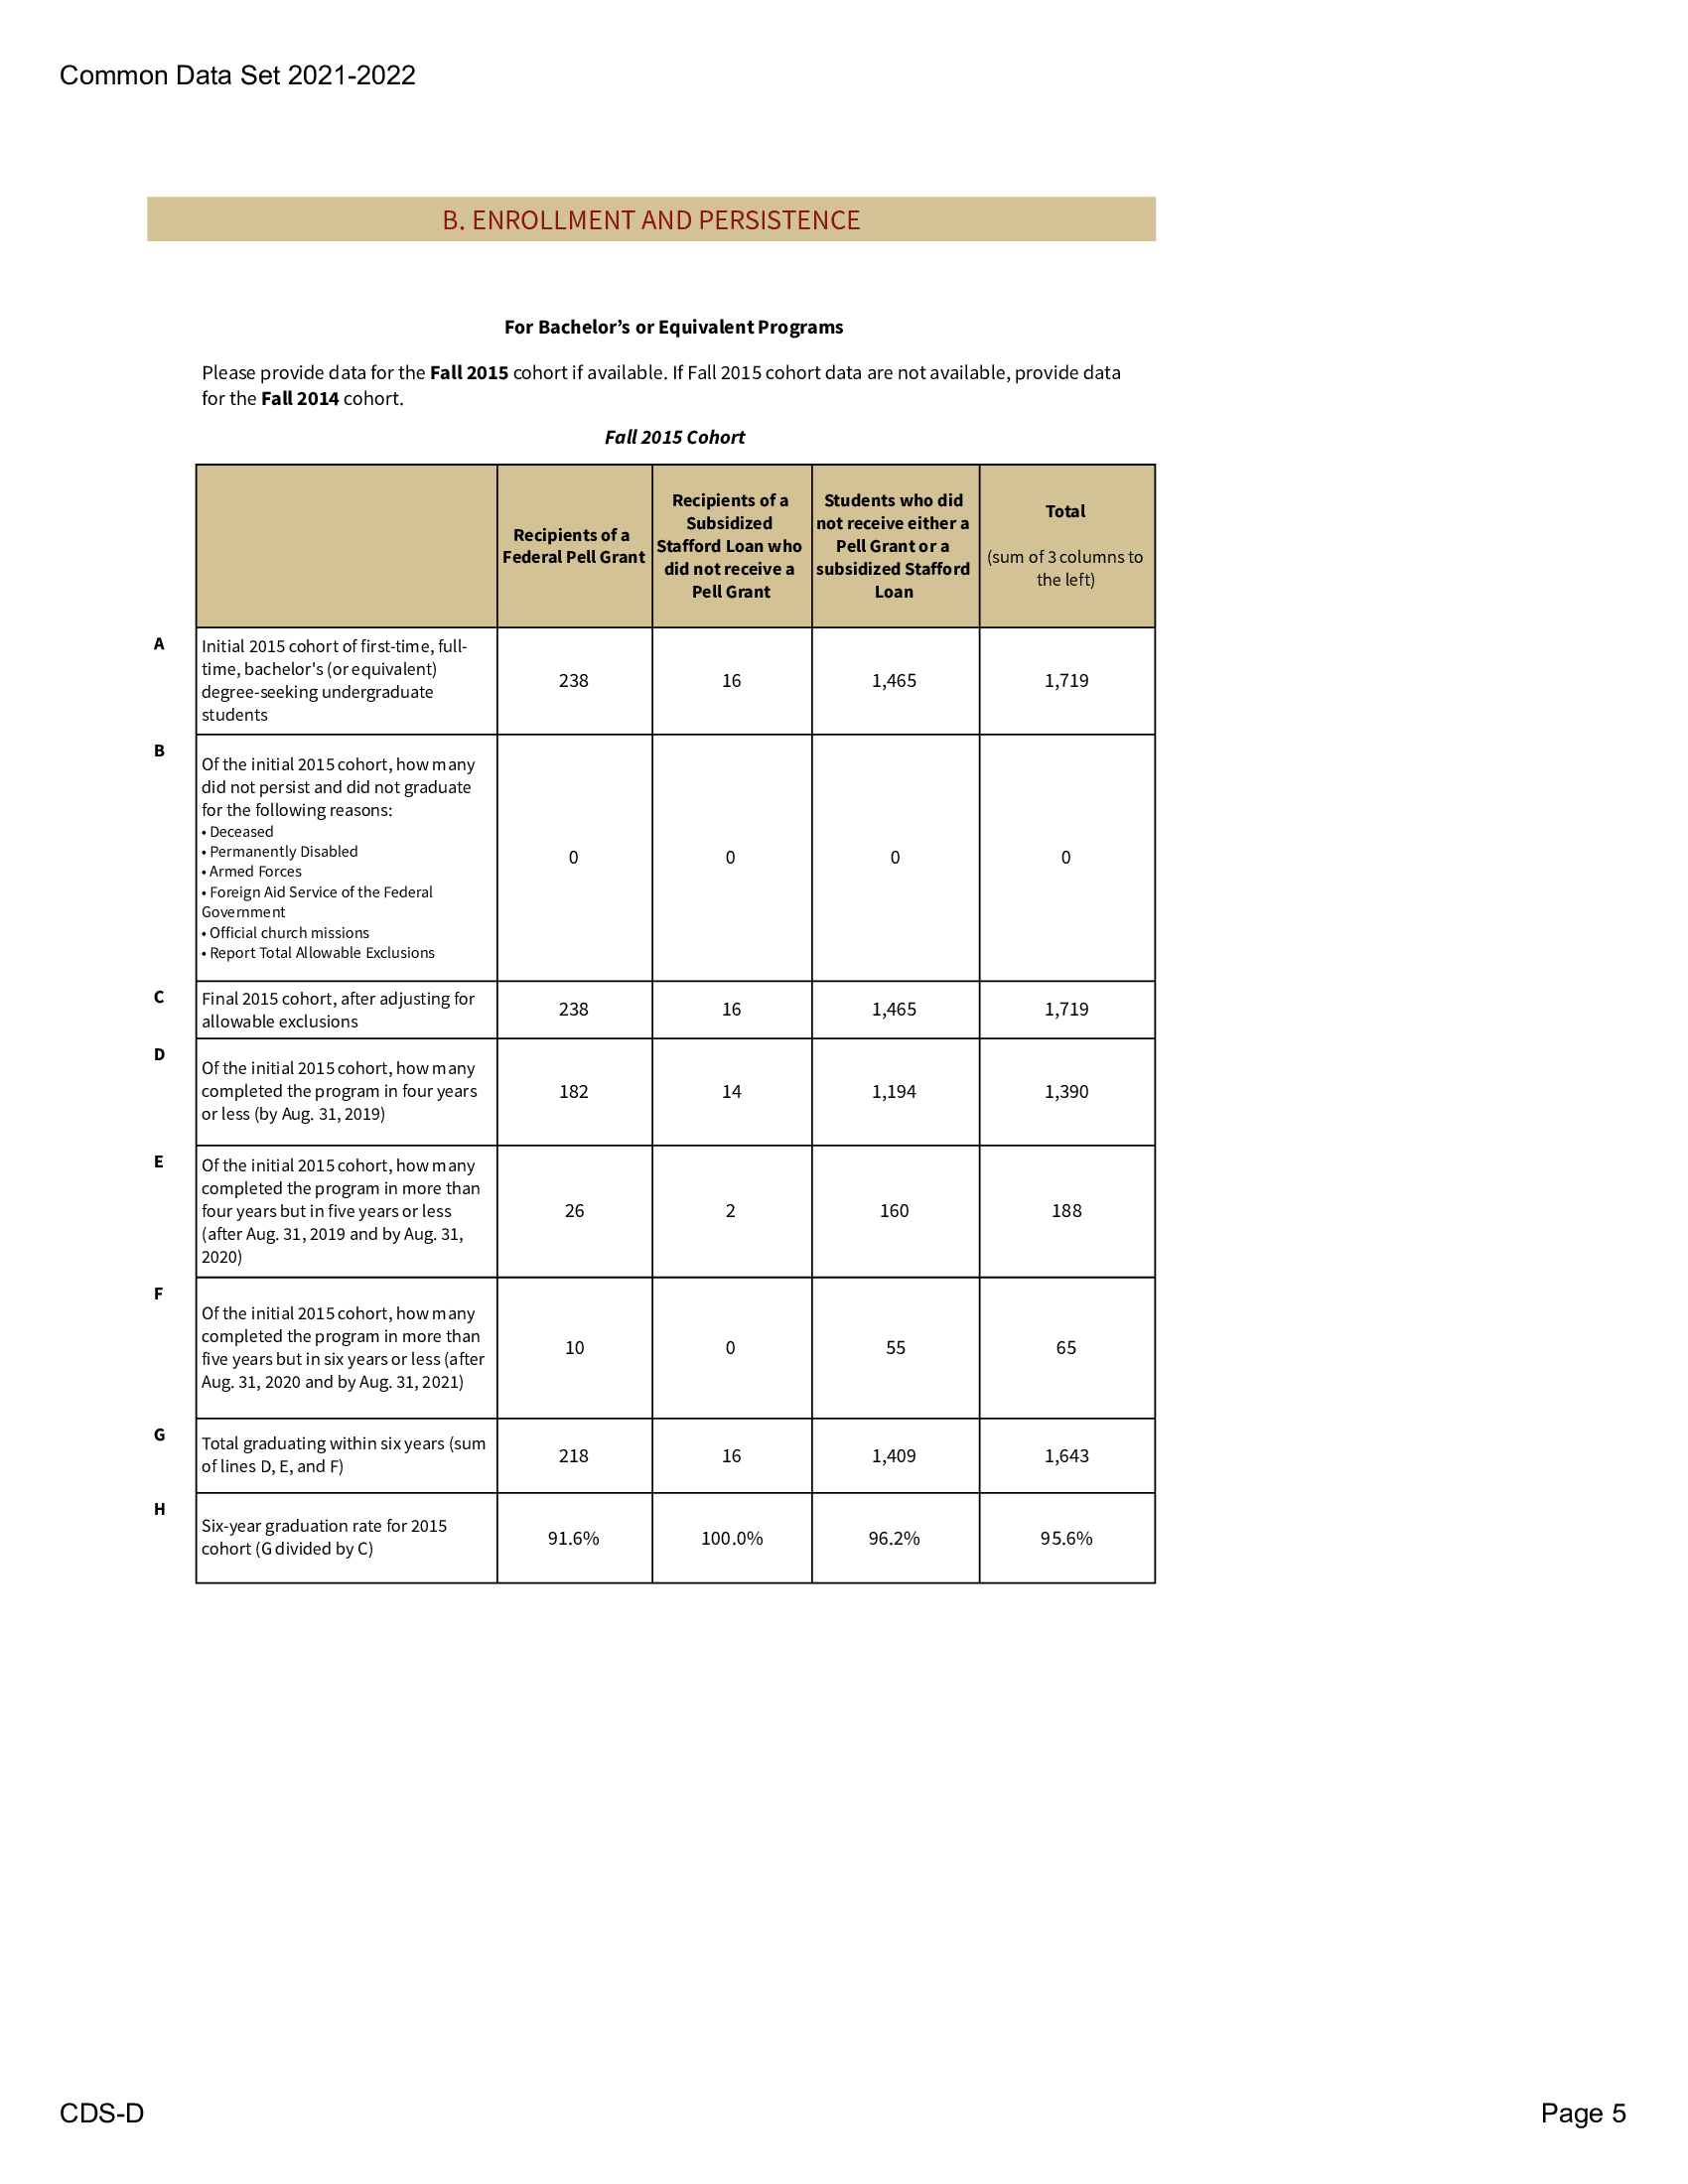 Common Data Set 2021-2022
B. ENROLLMENT AND PERSISTENCE
For Bachelor’s or Equivalent Programs
Please provide data for the Fall 2015 cohort if available. If Fall 2015 cohort data are not available, provide data
for the Fall 2014 cohort.
Fall 2015 Cohort
Recipients of a
Federal Pell Grant
Recipients of a
Subsidized
Stafford Loan who
did not receive a
Pell Grant
Students who did
not receive either a
Pell Grant or a
subsidized Stafford
Loan
Total
(sum of 3 columns to
the left)
A
Initial 2015 cohort of first-time, full-
time, bachelor's (or equivalent)
degree-seeking undergraduate
students
238
16
1,465
1,719
B
Of the initial 2015 cohort, how many
did not persist and did not graduate
for the following reasons:
• Deceased
• Permanently Disabled
• Armed Forces
• Foreign Aid Service of the Federal
Government
• Official church missions
• Report Total Allowable Exclusions
0
0
0
0
C
Final 2015 cohort, after adjusting for
allowable exclusions
238
16
1,465
1,719
D
Of the initial 2015 cohort, how many
completed the program in four years
or less (by Aug. 31, 2019)
182
14
1,194
1,390
E
Of the initial 2015 cohort, how many
completed the program in more than
four years but in five years or less
(after Aug. 31, 2019 and by Aug. 31,
2020)
26
2
160
188
F
Of the initial 2015 cohort, how many
completed the program in more than
five years but in six years or less (after
Aug. 31, 2020 and by Aug. 31, 2021)
10
0
55
65
G
Total graduating within six years (sum
of lines D, E, and F)
218
16
1,409
1,643
H
Six-year graduation rate for 2015
cohort (G divided by C)
91.6%
100.0%
96.2%
95.6%
CDS-D
Page 5